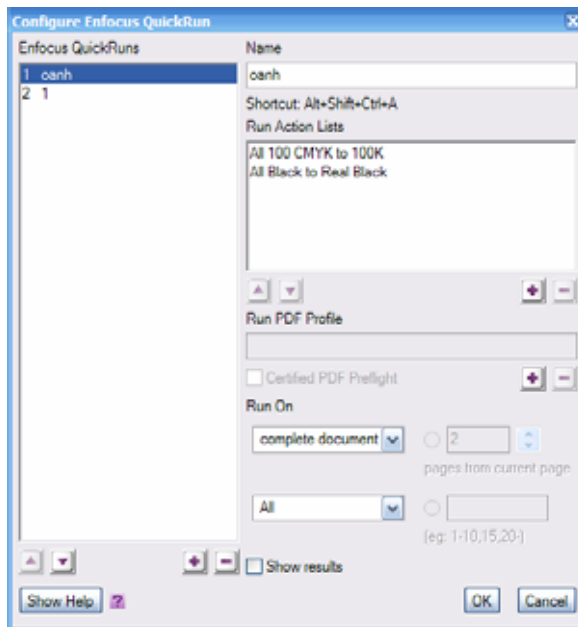 Configure Enfocus QuickRun
Enfocus QuickRuns
1 oanh
2 1
Name
oanh
Shortcut: Alt+Shift+Ctrl+A
Run Action Lists
All 100 CMYK to 100K
All Black to Real Black
Run PDF Profile
Certified PDF Preflight
Run On
complete document
2
pages from current page
All
(eg: 1-10,15,20-)
Show results
Show Help
?
OK
Cancel